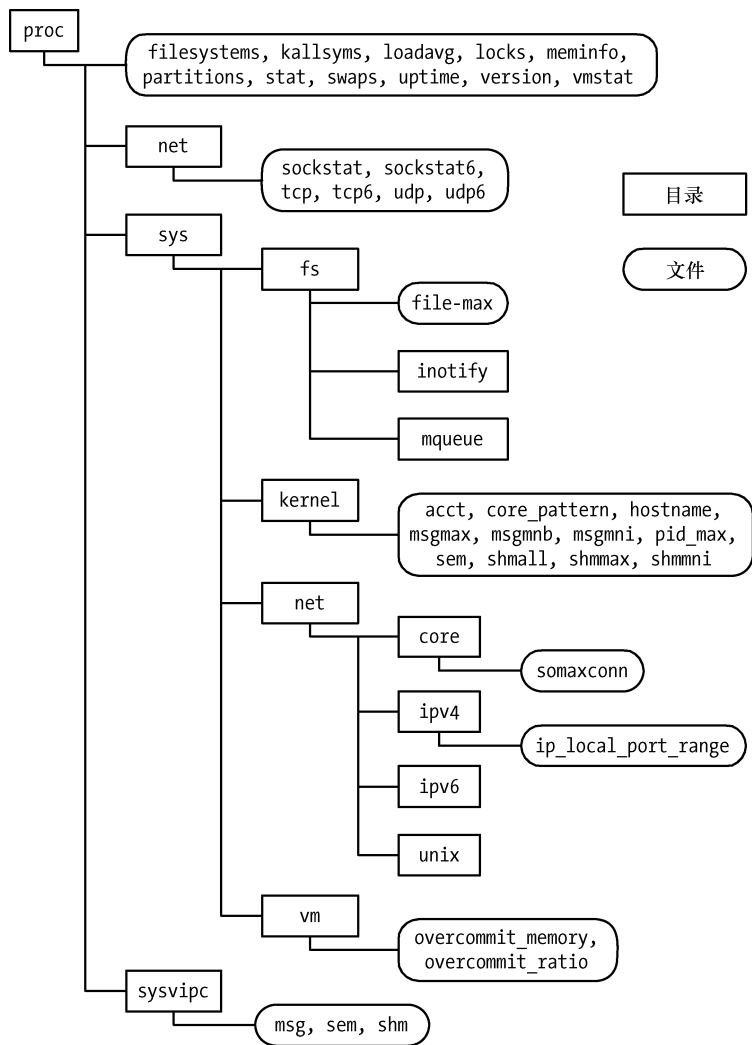 proc
filesystems, kallsyms, loadavg, locks, meminfo,
partitions, stat, swaps, uptime, version, vmstat
net
sockstat, sockstat6,
tcp, tcp6, udp, udp6
目录
sys
fs
文件
file-max
inotify
mqueue
kernel
acct, core_pattern, hostname,
msgmax, msgmnb, msgmni, pid_max,
sem, shmall, shmmax, shmmni
net
core
somaxconn
ipv4
ip_local_port_range
ipv6
unix
vm
overcommit_memory,
overcommit_ratio
sysvipc
msg, sem, shm